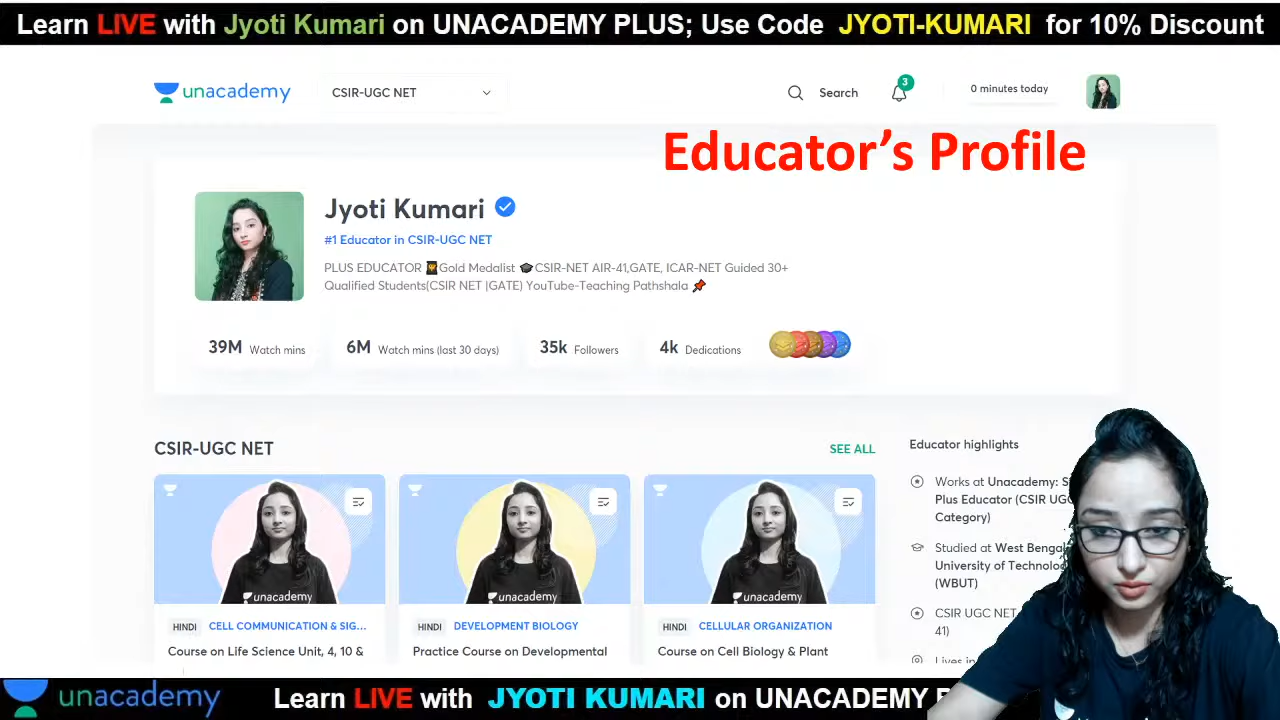 Learn LIVE with Jyoti Kumari on UNACADEMY PLUS; Use Code JYOTI-KUMARI for 10% Discount
unacademy
CSIR-UGC NET
Search
3
0 minutes today
Educator’s Profile
Jyoti Kumari
#1 Educator in CSIR-UGC NET
PLUS EDUCATOR Gold Medalist CSIR-NET AIR-41,GATE, ICAR-NET Guided 30+
Qualified Students(CSIR NET |GATE) YouTube-Teaching Pathshala
39M Watch mins
6M Watch mins (last 30 days)
35k Followers
4k Dedications
CSIR-UGC NET
SEE ALL
unacademy
HINDI CELL COMMUNICATION & SIG...
Course on Life Science Unit, 4, 10 &
unacademy
HINDI DEVELOPMENT BIOLOGY
Practice Course on Developmental
unacademy
HINDI CELLULAR ORGANIZATION
Course on Cell Biology & Plant
Educator highlights
Works at Unacademy:
Plus Educator (CSIR
Category)
Studied at West Bengal
University of
(WBUT)
CSIR UGC NET
41)
Lives in
unacademy
Learn LIVE with JYOTI KUMARI on UNACADEMY